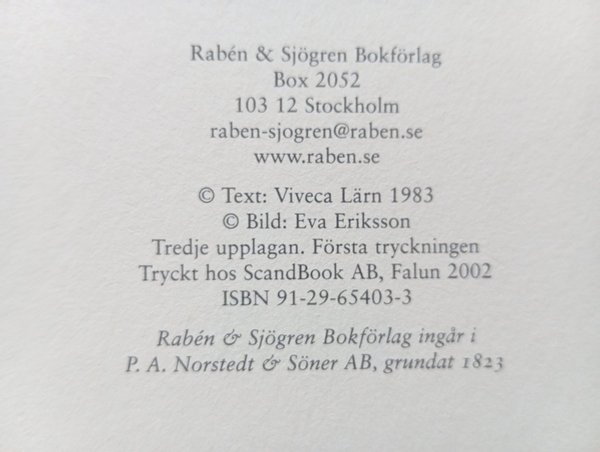 Rabén & Sjögren Bokförlag
Box 2052
103 12 Stockholm
raben-sjogren@raben.se
www.raben.se
© Text: Viveca Lärn 1983
© Bild: Eva Eriksson
Tredje upplagan. Första tryckningen
Tryckt hos ScandBook AB, Falun 2002
ISBN 91-29-65403-3
Rabén & Sjögren Bokförlag ingår i
P. A. Norstedt & Söner AB, grundat 1823